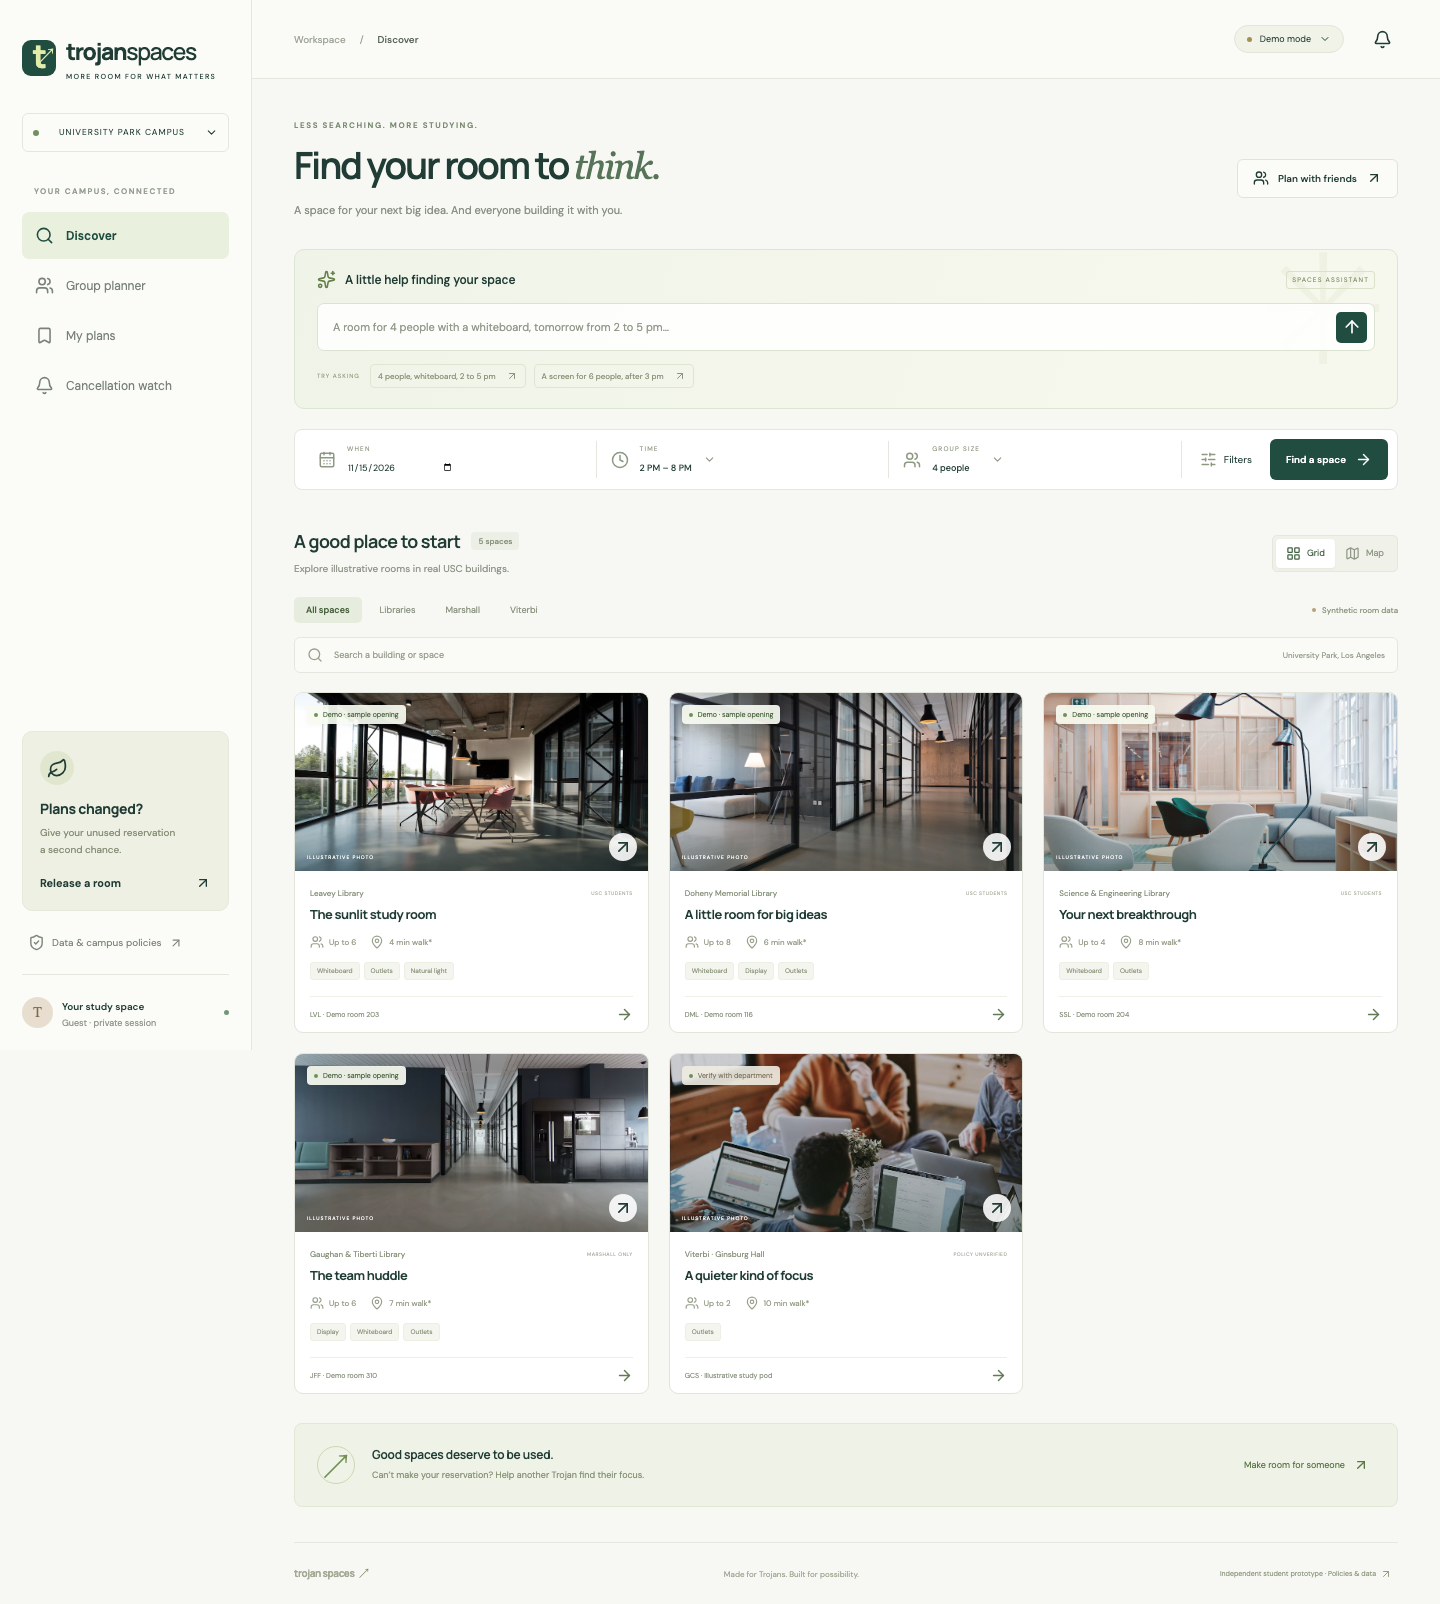 trojanspaces
MORE ROOM FOR WHAT MATTERS
UNIVERSITY PARK CAMPUS
YOUR CAMPUS, CONNECTED
Discover
Group planner
My plans
Cancellation watch
Plans changed?
Give your unused reservation
a second chance.
Release a room
Data & campus policies
T
Your study space
Guest · private session
Workspace / Discover
Demo mode
LESS SEARCHING. MORE STUDYING.
Find your room to think.
A space for your next big idea. And everyone building it with you.
Plan with friends
A little help finding your space
SPACES ASSISTANT
A room for 4 people with a whiteboard, tomorrow from 2 to 5 pm...
TRY ASKING
4 people, whiteboard, 2 to 5 pm
A screen for 6 people, after 3 pm
WHEN
11/15/2026
TIME
2 PM – 8 PM
GROUP SIZE
4 people
Filters
Find a space
A good place to start
5 spaces
Explore illustrative rooms in real USC buildings.
Grid
Map
All spaces
Libraries
Marshall
Viterbi
Synthetic room data
Search a building or space
University Park, Los Angeles
Demo · sample opening
ILLUSTRATIVE PHOTO
Leavey Library
USC STUDENTS
The sunlit study room
Up to 6
4 min walk*
Whiteboard
Outlets
Natural light
LVL · Demo room 203
Demo · sample opening
ILLUSTRATIVE PHOTO
Doheny Memorial Library
USC STUDENTS
A little room for big ideas
Up to 8
6 min walk*
Whiteboard
Display
Outlets
DML · Demo room 116
Demo · sample opening
ILLUSTRATIVE PHOTO
Science & Engineering Library
USC STUDENTS
Your next breakthrough
Up to 4
8 min walk*
Whiteboard
Outlets
SSL · Demo room 204
Demo · sample opening
ILLUSTRATIVE PHOTO
Gaughan & Tiberti Library
MARSHALL ONLY
The team huddle
Up to 6
7 min walk*
Display
Whiteboard
Outlets
JFF · Demo room 310
Verify with department
ILLUSTRATIVE PHOTO
Viterbi · Ginsburg Hall
POLICY UNVERIFIED
A quieter kind of focus
Up to 2
10 min walk*
Outlets
GCS · Illustrative study pod
Good spaces deserve to be used.
Can't make your reservation? Help another Trojan find their focus.
Make room for someone
trojan spaces
Made for Trojans. Built for possibility.
Independent student prototype · Policies & data